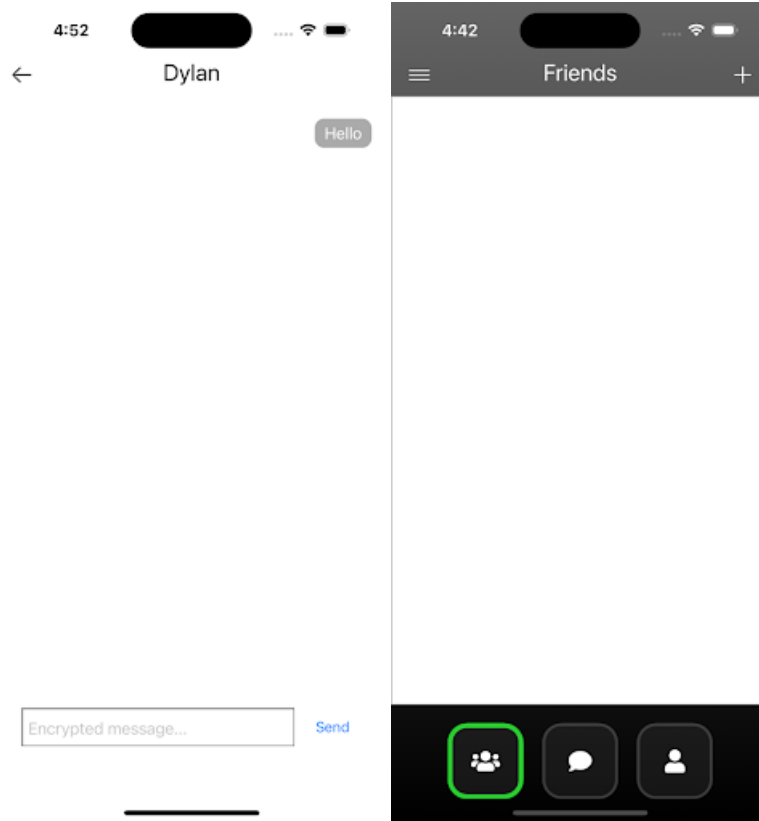 4:52
Dylan
Hello
Encrypted message...
Send
4:42
Friends